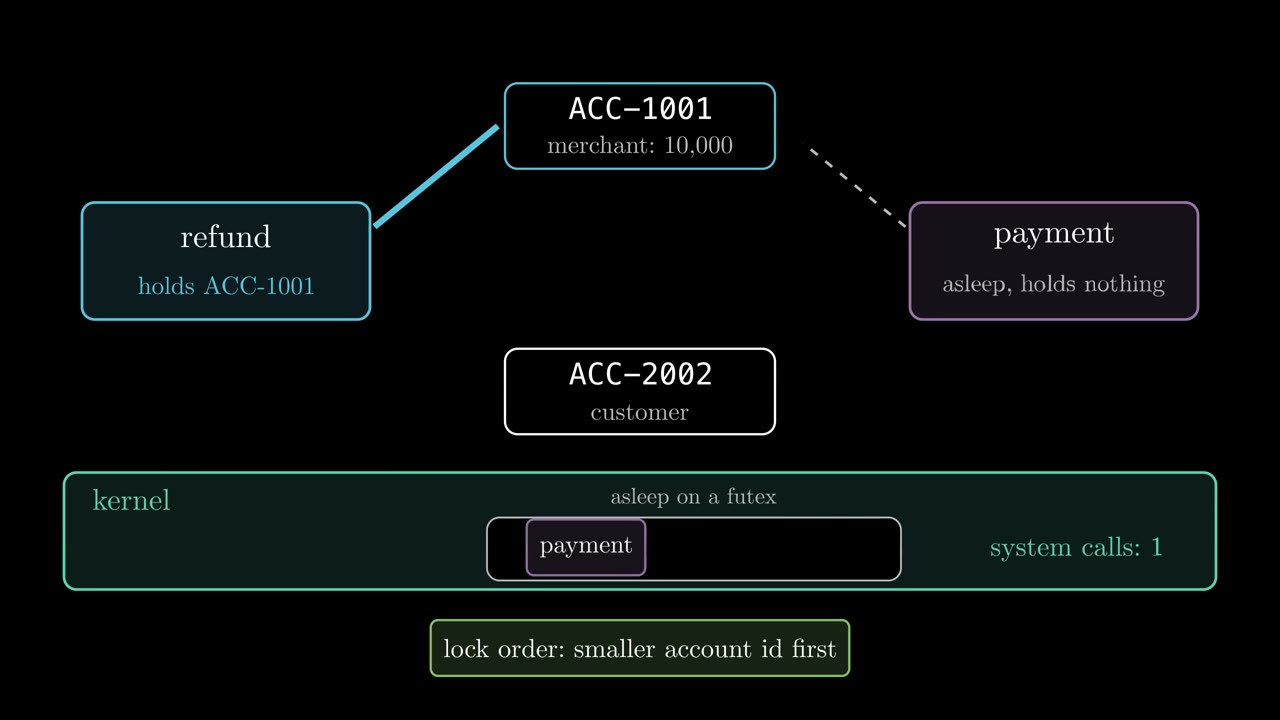 ACC-1001
merchant: 10,000
refund
holds ACC-1001
payment
asleep, holds nothing
ACC-2002
customer
kernel
asleep on a futex
payment
system calls: 1
lock order: smaller account id first